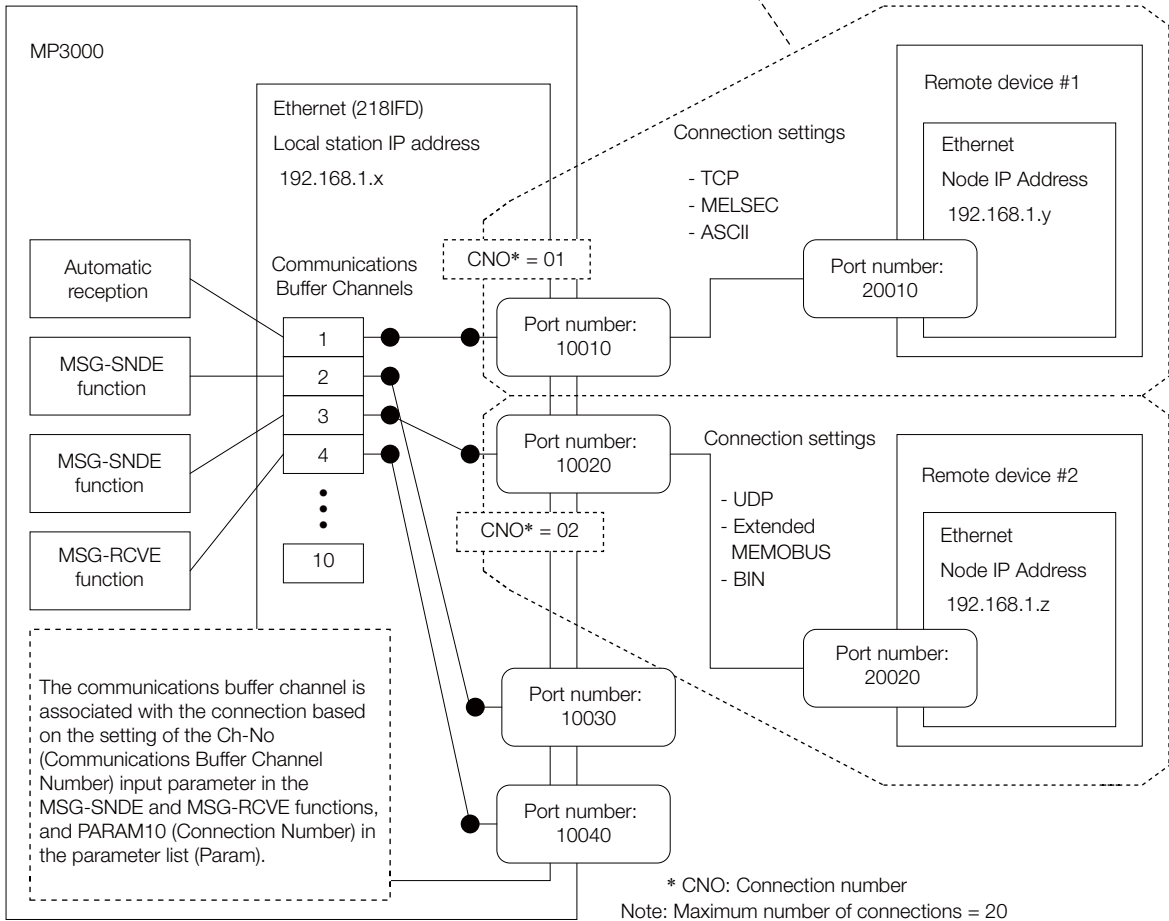 MP3000
Ethernet (218IFD)
Local station IP address
192.168.1.x
Automatic
reception
MSG-SNDE
function
MSG-SNDE
function
MSG-RCVE
function
Communications
Buffer Channels
1
2
3
4
10
CNO* = 01
Port number:
10010
Port number:
10020
CNO* = 02
Port number:
10030
Port number:
10040
Connection settings
- TCP
- MELSEC
- ASCII
Remote device #1
Ethernet
Node IP Address
192.168.1.y
Port number:
20010
Connection settings
- UDP
- Extended
MEMOBUS
- BIN
Remote device #2
Ethernet
Node IP Address
192.168.1.z
Port number:
20020
The communications buffer channel is
associated with the connection based
on the setting of the Ch-No
(Communications Buffer Channel
Number) input parameter in the
MSG-SNDE and MSG-RCVE functions,
and PARAM10 (Connection Number) in
the parameter list (Param).
* CNO: Connection number
Note: Maximum number of connections = 20